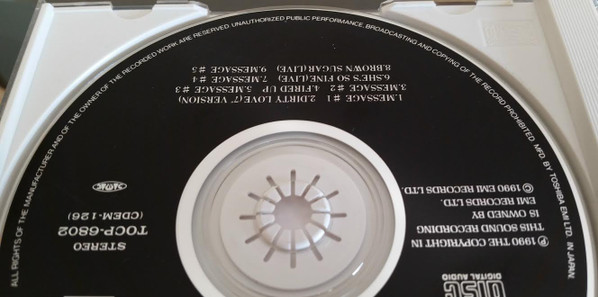 ALL RIGHTS OF THE MANUFACTURER AND OF THE OWNER OF THE RECORDED WORK ARE RESERVED. UNAUTHORIZED PUBLIC PERFORMANCE, BROADCASTING AND COPYING OF THE RECORD PROHIBITED. MFD. BY TOSHIBA EMI LTD. IN JAPAN.
DIGITAL AUDIO
Ⓟ 1990 THE COPYRIGHT IN
THIS SOUND RECORDING
IS OWNED BY
EMI RECORDS LTD.
© 1990 EMI RECORDS LTD.
STEREO
TOCP-6802
(CDEM-126)
1.MESSAGE #1 2.DIRTY LOVE (7" VERSION)
3.MESSAGE #2 4.FIRED UP 5.MESSAGE #3
6.SHE'S SO FINE(LIVE) 7.MESSAGE #4
8.BROWN SUGAR(LIVE) 9.MESSAGE #5